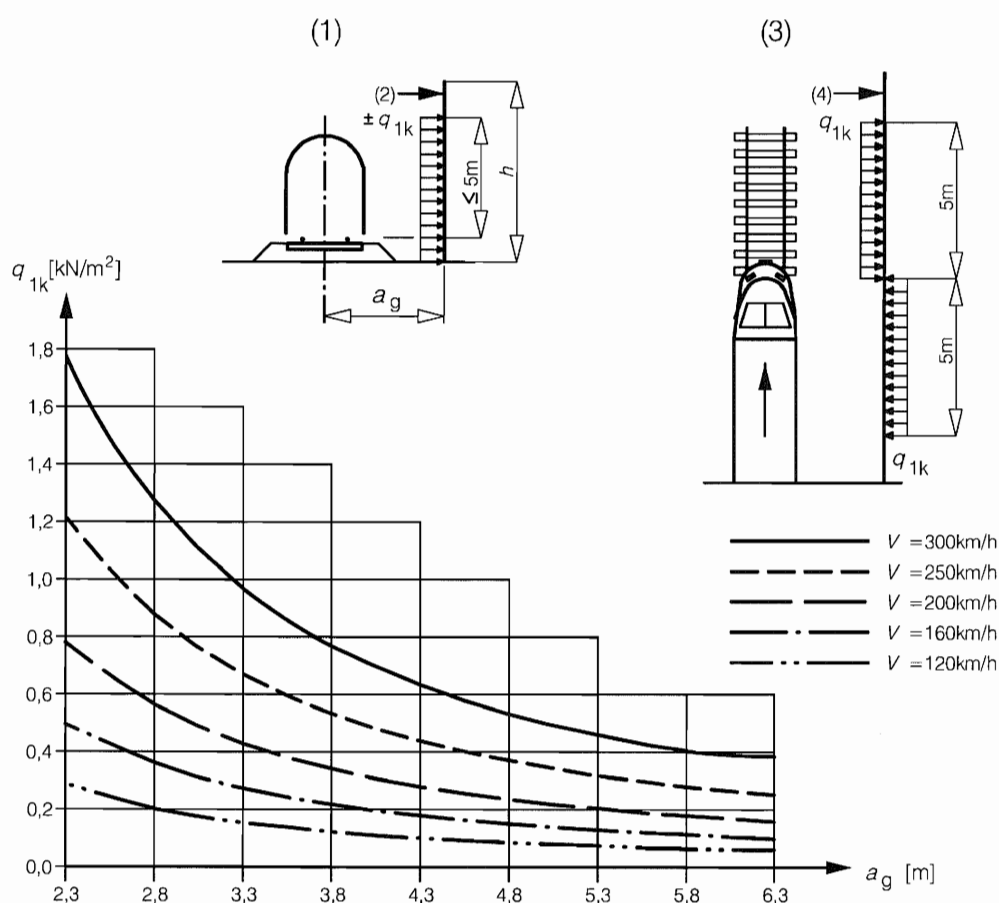 (1)
(3)
(2)
± q1k
≤ 5m
h
ag
(4)
q1k
5m
5m
q1k
q1k [kN/m²]
1,8
1,6
1,4
1,2
1,0
0,8
0,6
0,4
0,2
0,0
2,3 2,8 3,3 3,8 4,3 4,8 5,3 5,8 6,3
ag [m]
V =300km/h
V =250km/h
V =200km/h
V =160km/h
V =120km/h